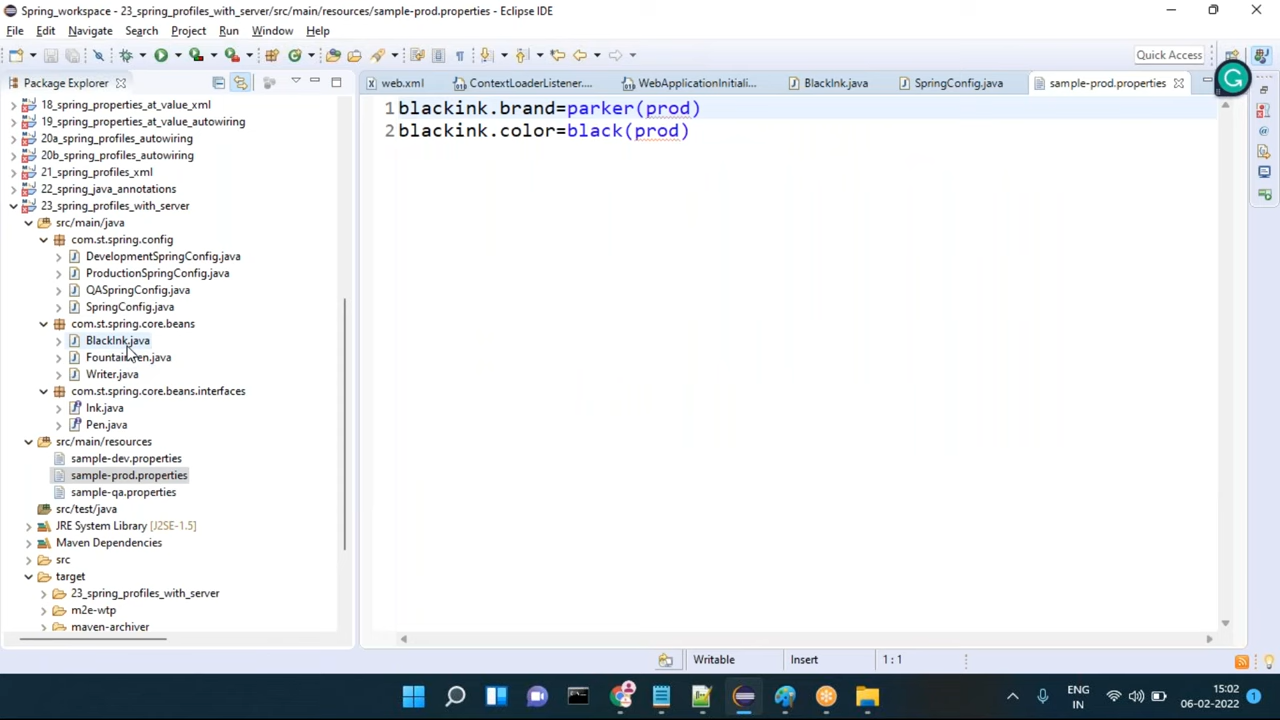 Spring_workspace - 23_spring_profiles_with_server/src/main/resources/sample-prod.properties - Eclipse IDE
File Edit Navigate Search Project Run Window Help
Quick Access
Package Explorer
web.xml ContextLoaderListener.... WebApplicationInitiali... BlackInk.java SpringConfig.java sample-prod.properties
18_spring_properties_at_value_xml
19_spring_properties_at_value_autowiring
20a_spring_profiles_autowiring
20b_spring_profiles_autowiring
21_spring_profiles_xml
22_spring_java_annotations
23_spring_profiles_with_server
src/main/java
com.st.spring.config
DevelopmentSpringConfig.java
ProductionSpringConfig.java
QASpringConfig.java
SpringConfig.java
com.st.spring.core.beans
BlackInk.java
FountainPen.java
Writer.java
com.st.spring.core.beans.interfaces
Ink.java
Pen.java
src/main/resources
sample-dev.properties
sample-prod.properties
sample-qa.properties
src/test/java
JRE System Library [J2SE-1.5]
Maven Dependencies
src
target
23_spring_profiles_with_server
m2e-wtp
maven-archiver
1 blackink.brand=parker(prod)
2 blackink.color=black(prod)
Writable Insert 1 : 1
ENG
IN
15:02
06-02-2022
1